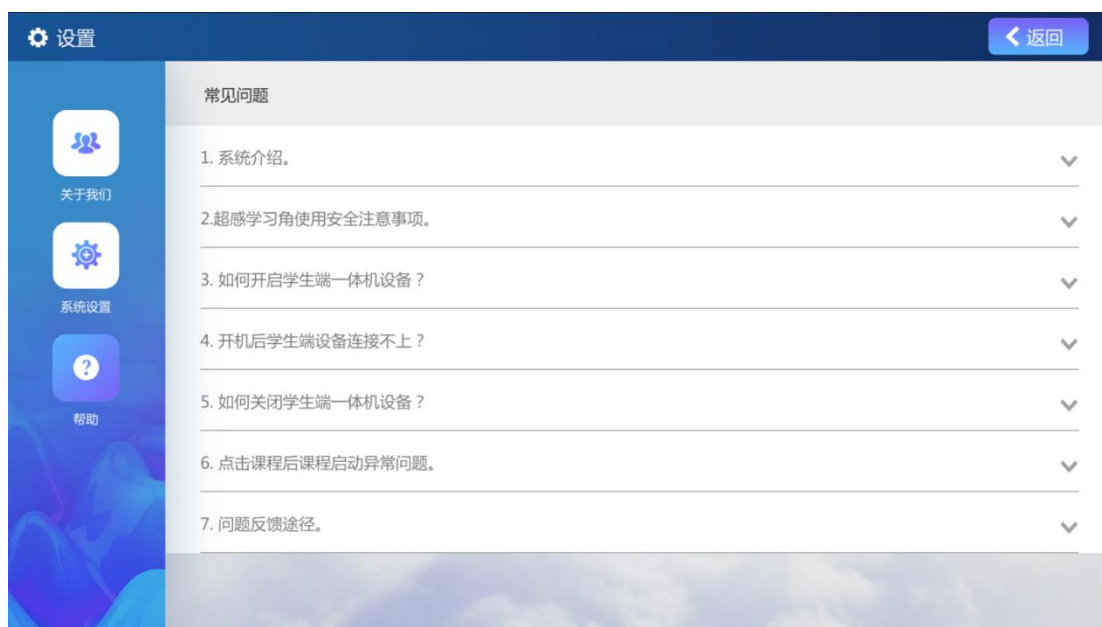 设置
返回
常见问题
关于我们
系统设置
帮助
1. 系统介绍。
2.超感学习角使用安全注意事项。
3. 如何开启学生端一体机设备？
4. 开机后学生端设备连接不上？
5. 如何关闭学生端一体机设备？
6. 点击课程后课程启动异常问题。
7. 问题反馈途径。